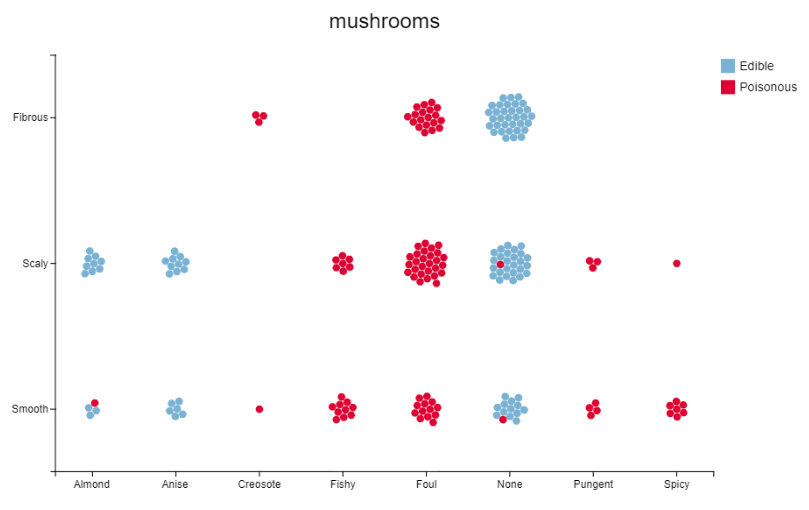 mushrooms
Edible
Poisonous
Fibrous
Scaly
Smooth
Almond
Anise
Creosote
Fishy
Foul
None
Pungent
Spicy